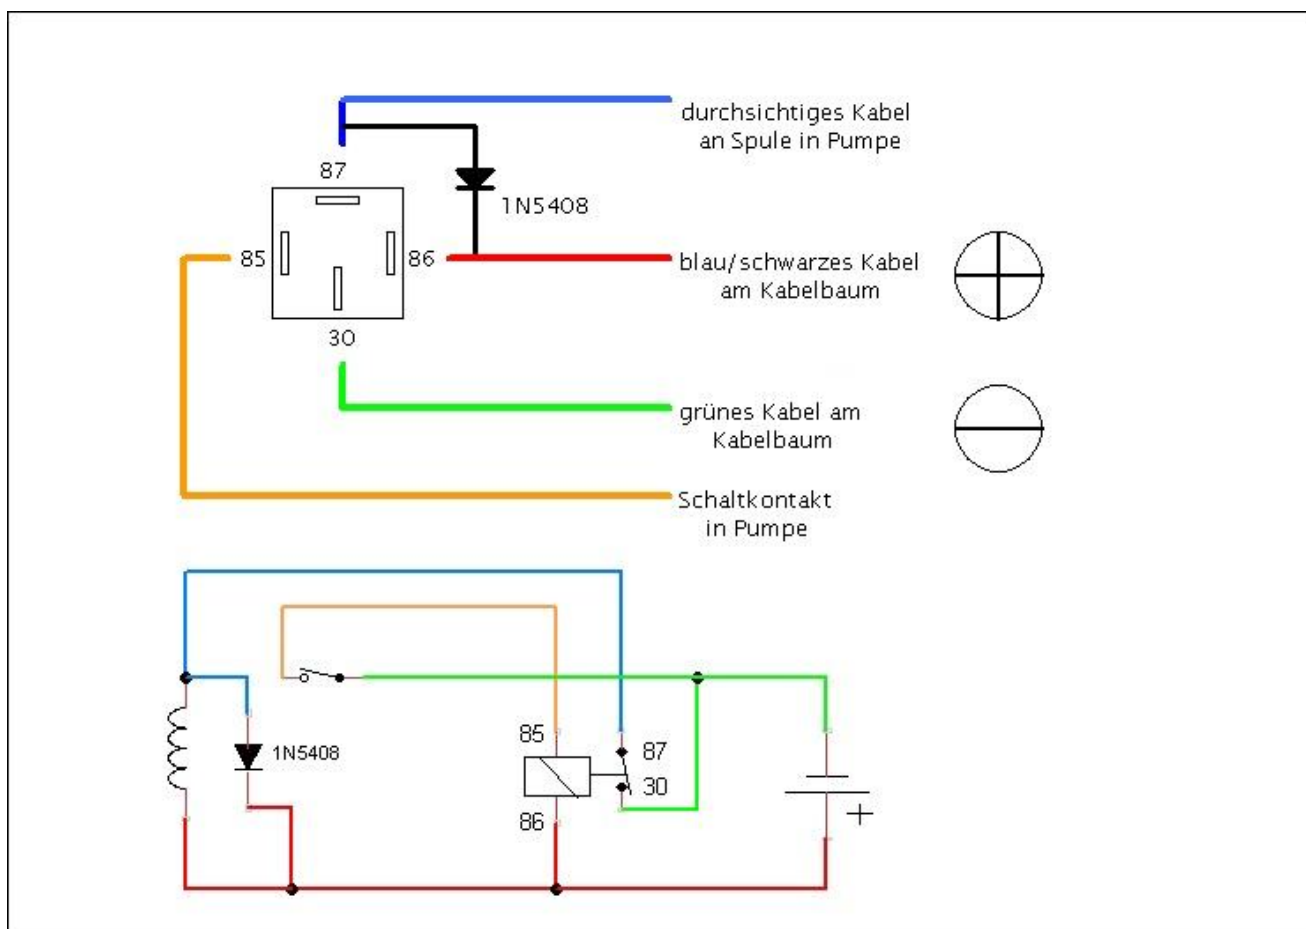 durchsichtiges Kabel
an Spule in Pumpe
87
1N5408
85
86
blau/schwarzes Kabel
am Kabelbaum
30
grünes Kabel am
Kabelbaum
Schaltkontakt
in Pumpe
1N5408
85
87
30
86
+